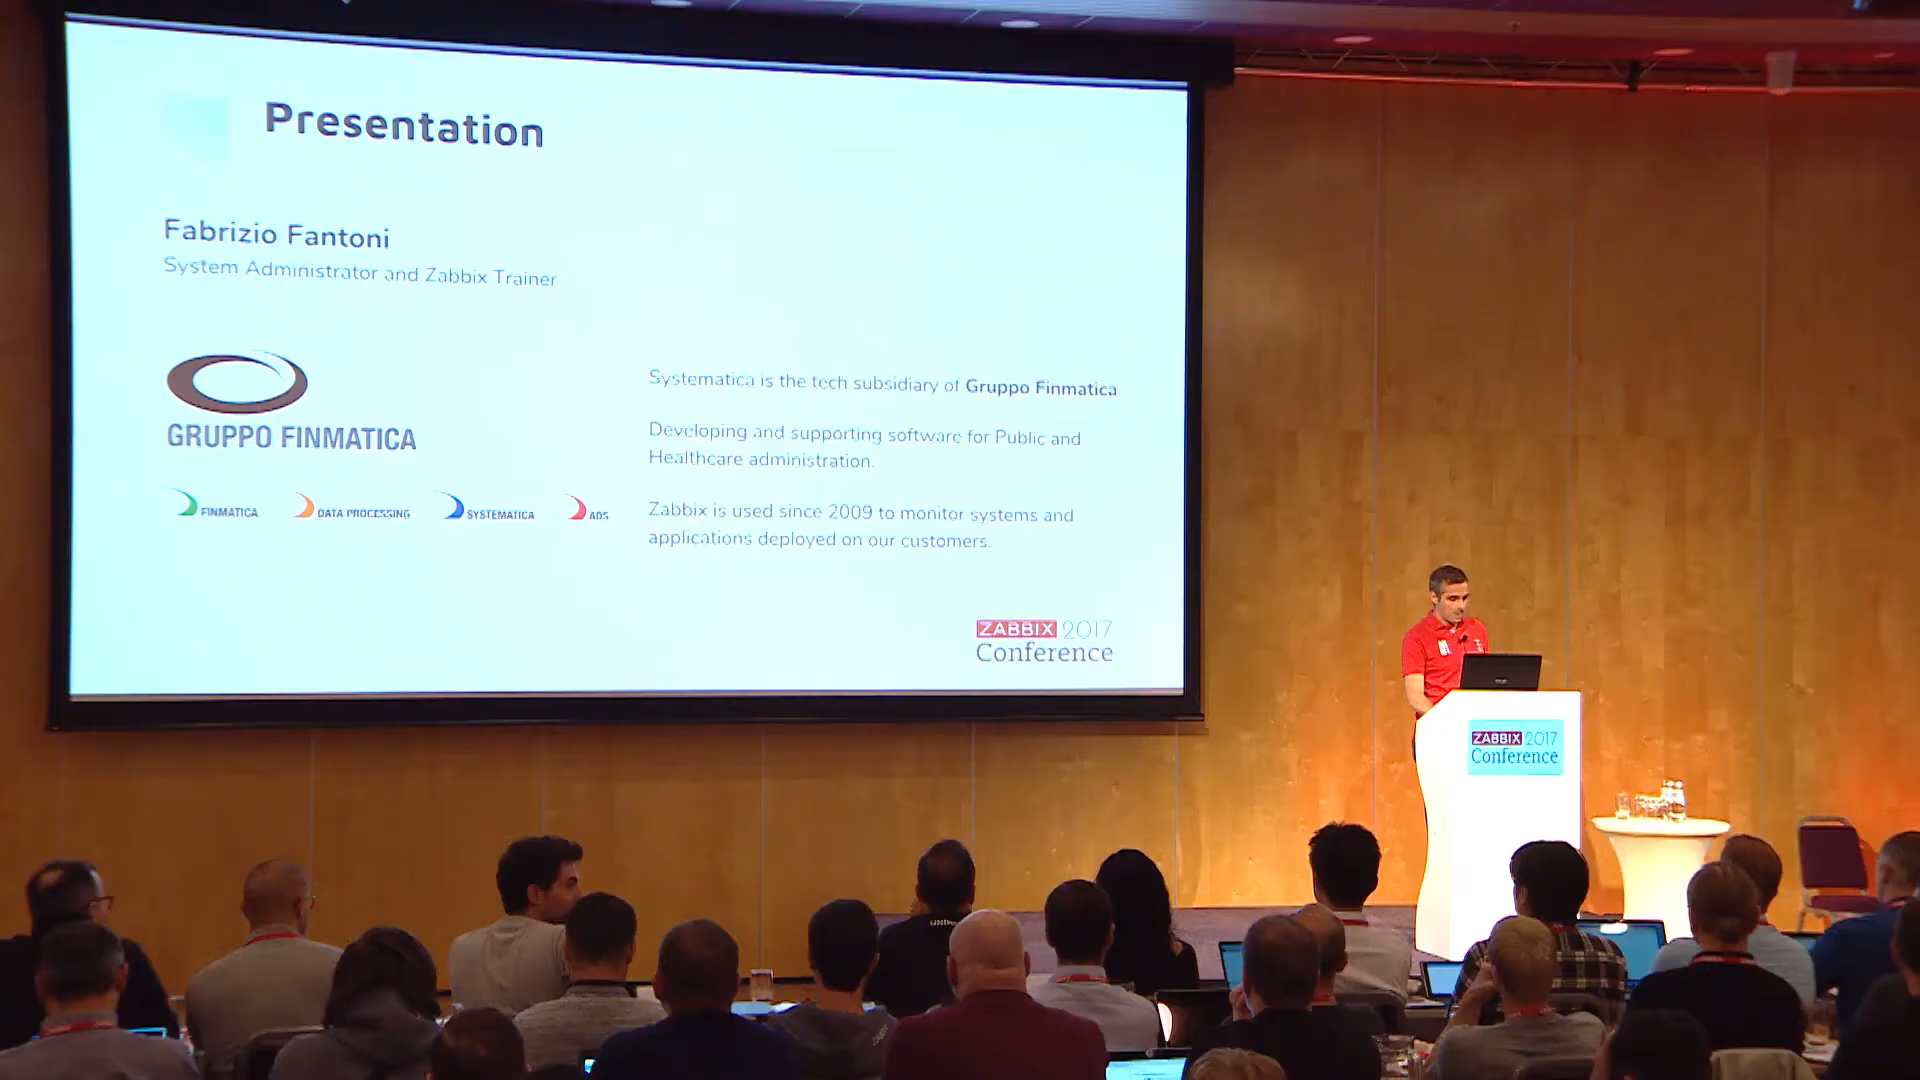 Presentation
Fabrizio Fantoni
System Administrator and Zabbix Trainer
GRUPPO FINMATICA
FINMATICA
DATA PROCESSING
SYSTEMATICA
ADS
Systematica is the tech subsidiary of Gruppo Finmatica
Developing and supporting software for Public and
Healthcare administration.
Zabbix is used since 2009 to monitor systems and
applications deployed on our customers.
ZABBIX 2017
Conference
ZABBIX 2017
Conference